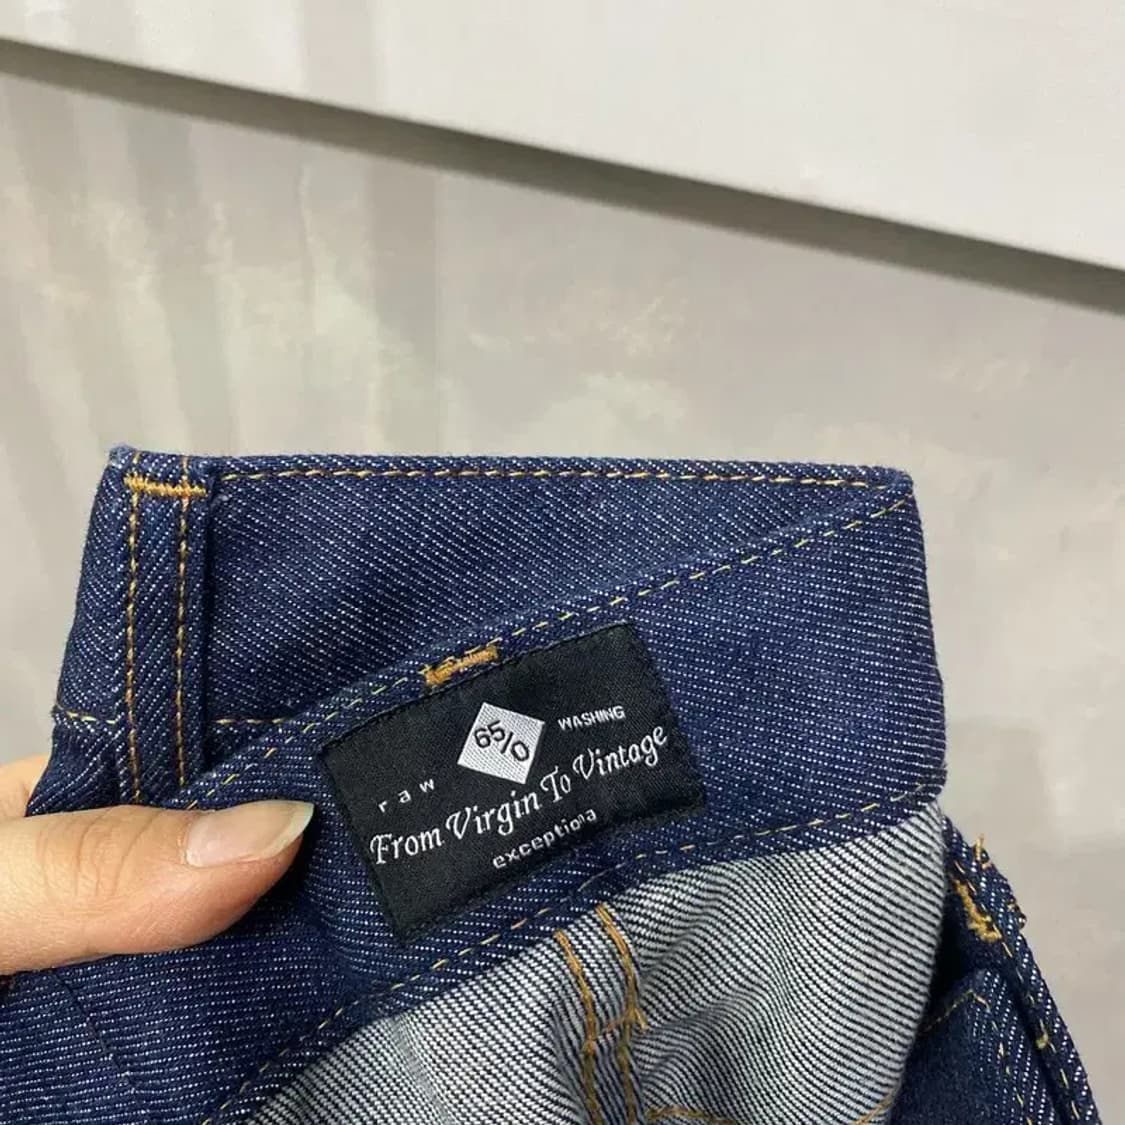 65/0
WASHING
raw
From Virgin To Vintage
exceptiona